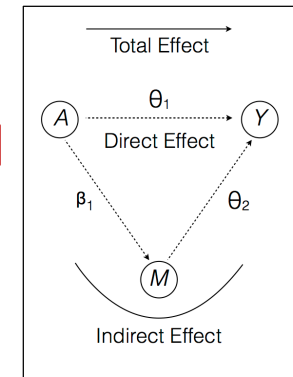 Total Effect
θ₁
A Y
Direct Effect
β₁ θ₂
M
Indirect Effect